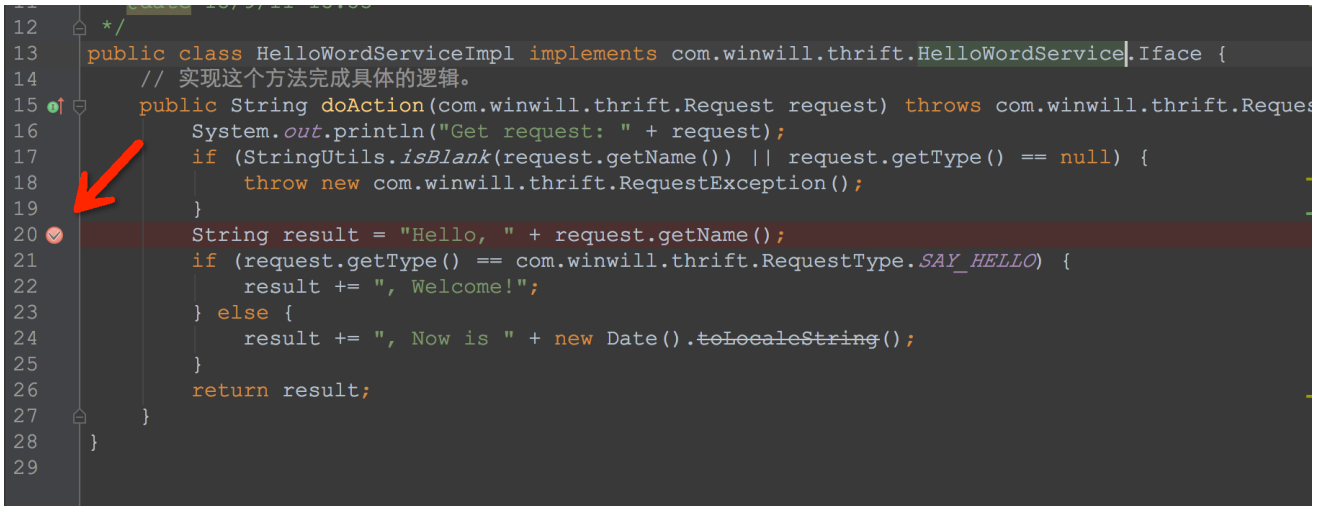 12 */
13 public class HelloWordServiceImpl implements com.winwill.thrift.HelloWordService.Iface {
14 // 实现这个方法完成具体的逻辑。
15 public String doAction(com.winwill.thrift.Request request) throws com.winwill.thrift.Reques
16 System.out.println("Get request: " + request);
17 if (StringUtils.isBlank(request.getName()) || request.getType() == null) {
18 throw new com.winwill.thrift.RequestException();
19 }
20 String result = "Hello, " + request.getName();
21 if (request.getType() == com.winwill.thrift.RequestType.SAY_HELLO) {
22 result += ", Welcome!";
23 } else {
24 result += ", Now is " + new Date().toLocaleString();
25 }
26 return result;
27 }
28 }
29